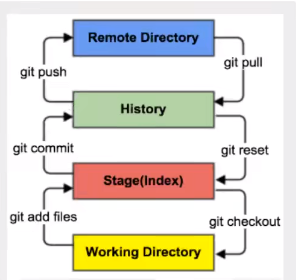 Remote Directory
git push
git pull
History
git commit
git reset
Stage(Index)
git add files
git checkout
Working Directory